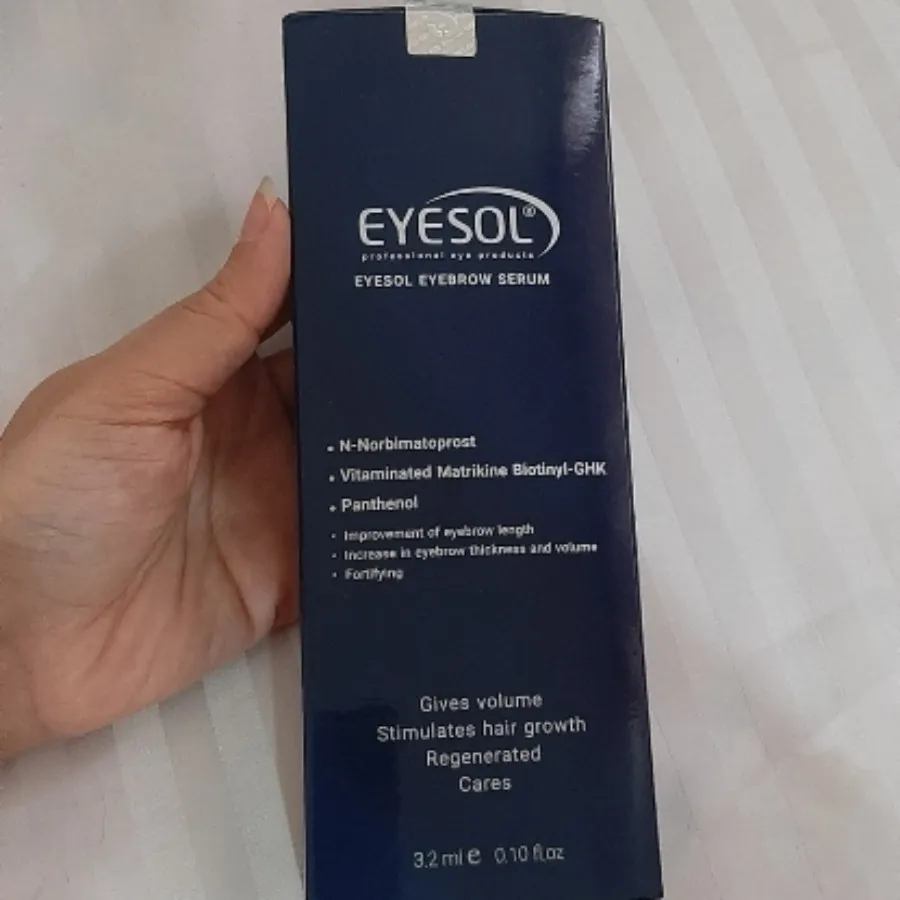 EYESOL®
professional eye products
EYESOL EYEBROW SERUM
• N-Norbimatoprost
• Vitaminated Matrikine Biotinyl-GHK
• Panthenol
• Improvement of eyebrow length
• Increase in eyebrow thickness and volume
• Fortifying
Gives volume
Stimulates hair growth
Regenerated
Cares
3.2 ml e 0.10 fl.oz